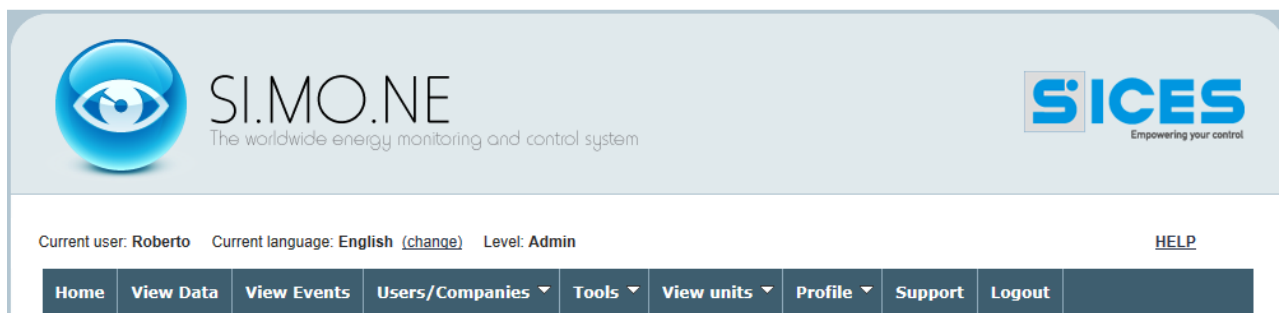 SI.MO.NE
The worldwide energy monitoring and control system
SICES
Empowering your control
Current user: Roberto Current language: English (change) Level: Admin HELP
Home View Data View Events Users/Companies Tools View units Profile Support Logout